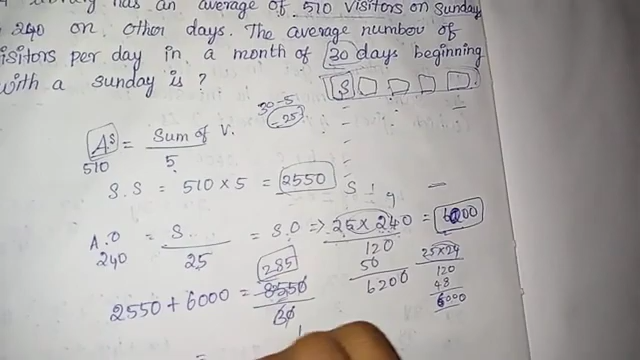 library has an average of 510 visitors on Sunday
240 on other days. The average number of
visitors per day in a month of 30 days beginning
with a sunday is ?
S
30-5
25
A.S = Sum of V.
510 5
S.S = 510 × 5 = 2550
A.O = S... = S.O => 25 × 240 = 6000
240 25
120
50
6200
25×24
120
48
6000
285
2550 + 6000 = 8550
30
=